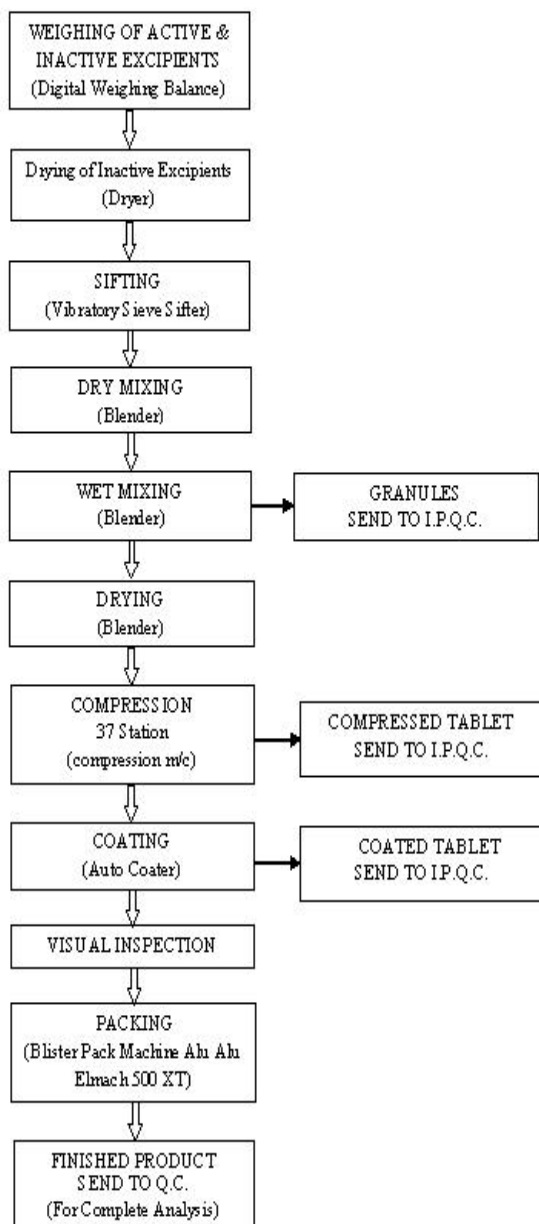 WEIGHING OF ACTIVE &
INACTIVE EXCIPIENTS
(Digital Weighing Balance)
Drying of Inactive Excipients
(Dryer)
SIFTING
(Vibratory Sieve Sifter)
DRY MIXING
(Blender)
WET MIXING
(Blender)
GRANULES
SEND TO I.P.Q.C.
DRYING
(Blender)
COMPRESSION
37 Station
(compression m/c)
COMPRESSED TABLET
SEND TO I.P.Q.C.
COATING
(Auto Coater)
COATED TABLET
SEND TO I.P.Q.C.
VISUAL INSPECTION
PACKING
(Blister Pack Machine Alu Alu
Elmach 500 XT)
FINISHED PRODUCT
SEND TO Q.C.
(For Complete Analysis)